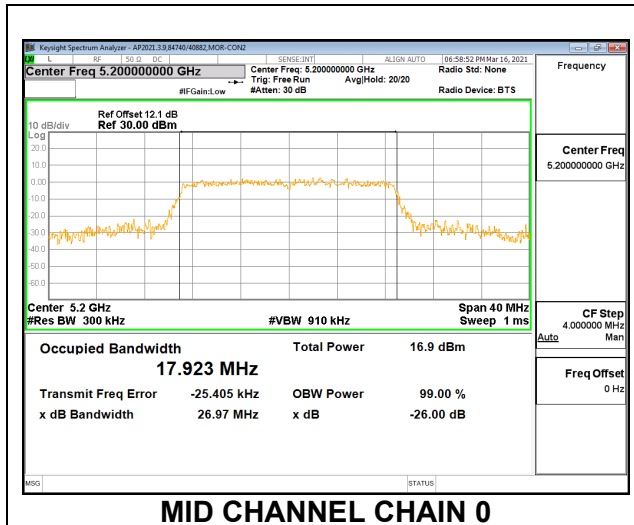 Keysight Spectrum Analyzer - AP2021.3.9,84740/40882,MOR-CON2
L RF 50 Ω DC SENSE:INT ALIGN AUTO 06:58:52 PM Mar 16, 2021
Center Freq 5.200000000 GHz
Center Freq: 5.200000000 GHz
Radio Std: None
Trig: Free Run Avg|Hold: 20/20
#IFGain:Low
#Atten: 30 dB
Radio Device: BTS
Ref Offset 12.1 dB
10 dB/div Ref 30.00 dBm
Log
20.0
10.0
0.00
-10.0
-20.0
-30.0
-40.0
-50.0
-60.0
Center 5.2 GHz Span 40 MHz
#Res BW 300 kHz #VBW 910 kHz Sweep 1 ms
Occupied Bandwidth Total Power 16.9 dBm
17.923 MHz
Transmit Freq Error -25.405 kHz OBW Power 99.00 %
x dB Bandwidth 26.97 MHz x dB -26.00 dB
Frequency
Center Freq
5.200000000 GHz
CF Step
4.000000 MHz
Auto Man
Freq Offset
0 Hz
MSG STATUS
MID CHANNEL CHAIN 0